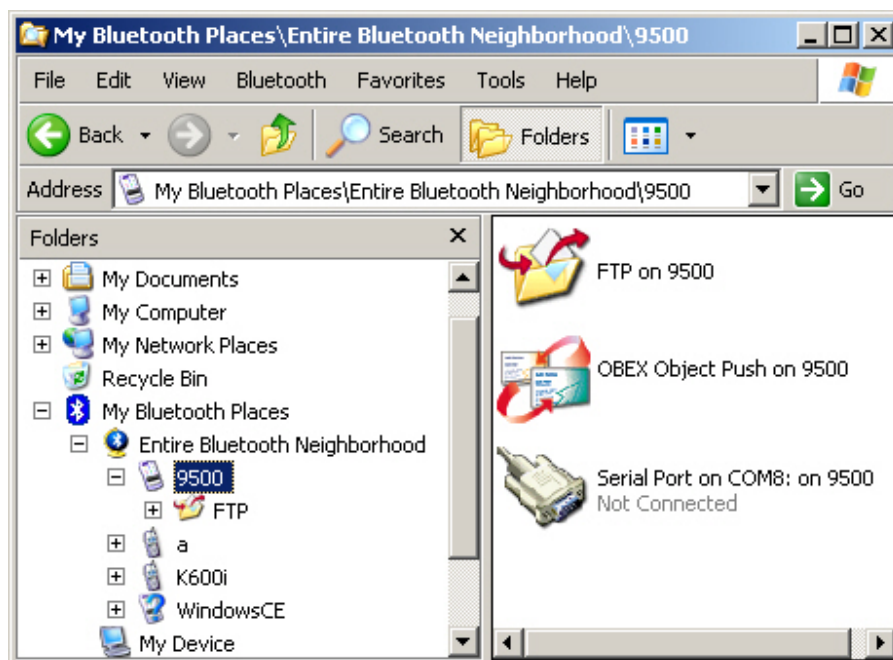 My Bluetooth Places\Entire Bluetooth Neighborhood\9500
File Edit View Bluetooth Favorites Tools Help
Back Search Folders
Address My Bluetooth Places\Entire Bluetooth Neighborhood\9500 Go
Folders
My Documents
My Computer
My Network Places
Recycle Bin
My Bluetooth Places
Entire Bluetooth Neighborhood
9500
FTP
a
K600i
WindowsCE
My Device
FTP on 9500
OBEX Object Push on 9500
Serial Port on COM8: on 9500
Not Connected